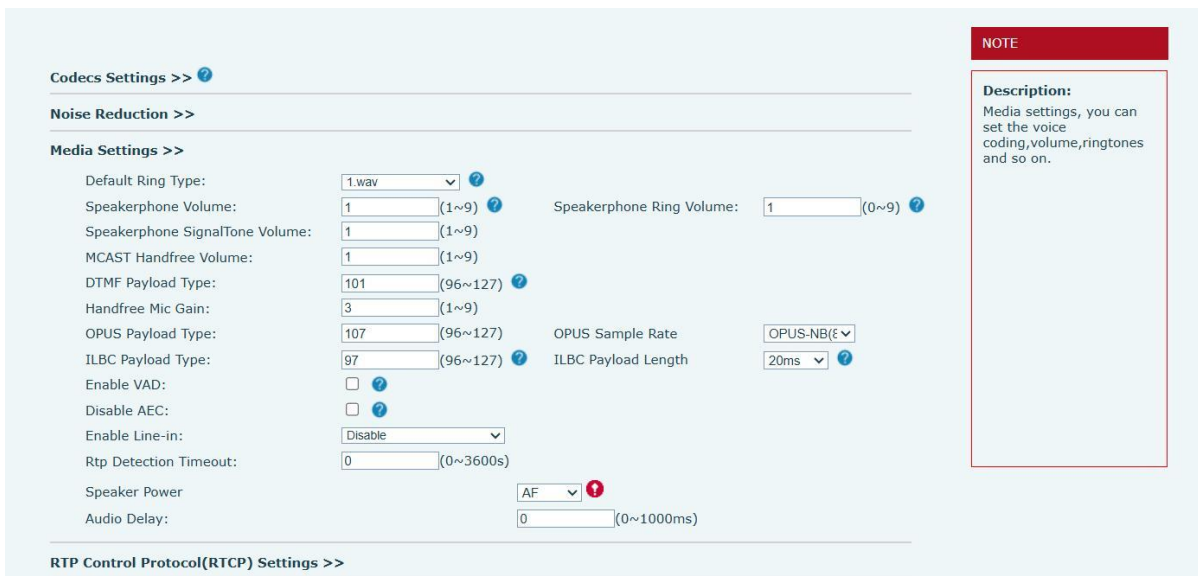 NOTE
Codecs Settings >>
Description:
Media settings, you can
set the voice
coding,volume,ringtones
and so on.
Noise Reduction >>
Media Settings >>
Default Ring Type: 1.wav
Speakerphone Volume: 1 (1~9) Speakerphone Ring Volume: 1 (0~9)
Speakerphone SignalTone Volume: 1 (1~9)
MCAST Handfree Volume: 1 (1~9)
DTMF Payload Type: 101 (96~127)
Handfree Mic Gain: 3 (1~9)
OPUS Payload Type: 107 (96~127) OPUS Sample Rate OPUS-NB(
ILBC Payload Type: 97 (96~127) ILBC Payload Length 20ms
Enable VAD:
Disable AEC:
Enable Line-in: Disable
Rtp Detection Timeout: 0 (0~3600s)
Speaker Power AF
Audio Delay: 0 (0~1000ms)
RTP Control Protocol(RTCP) Settings >>